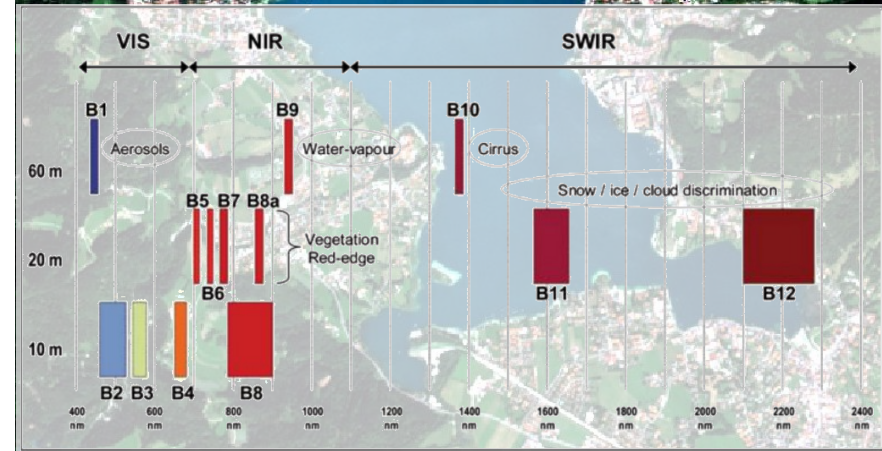 VIS NIR SWIR
B1 B9 B10
Aerosols Water-vapour Cirrus
60 m
Snow / ice / cloud discrimination
B5 B7 B8a
Vegetation
Red-edge
20 m
B6 B11 B12
10 m
B2 B3 B4 B8
400 600 800 1000 1200 1400 1600 1800 2000 2200 2400
nm nm nm nm nm nm nm nm nm nm nm